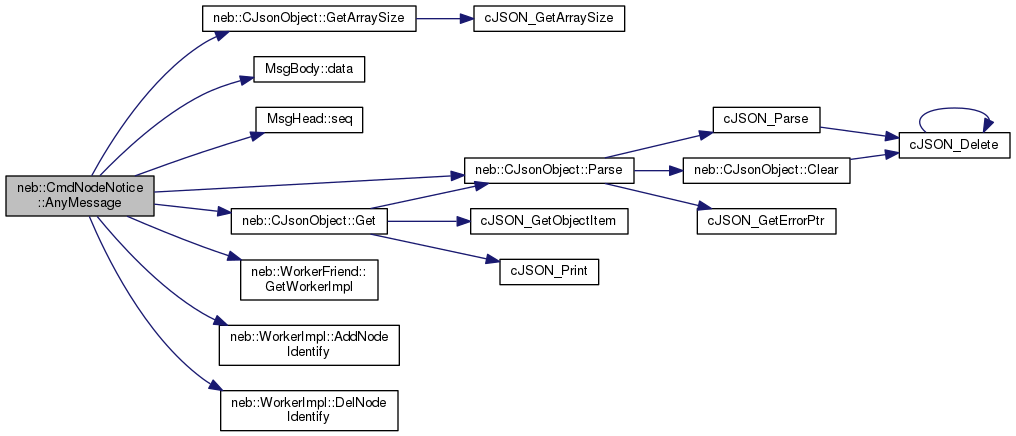 neb::CJsonObject::GetArraySize
cJSON_GetArraySize
MsgBody::data
MsgHead::seq
cJSON_Parse
cJSON_Delete
neb::CJsonObject::Parse
neb::CJsonObject::Clear
neb::CmdNodeNotice
::AnyMessage
neb::CJsonObject::Get
cJSON_GetObjectItem
cJSON_GetErrorPtr
cJSON_Print
neb::WorkerFriend::
GetWorkerImpl
neb::WorkerImpl::AddNode
Identify
neb::WorkerImpl::DelNode
Identify